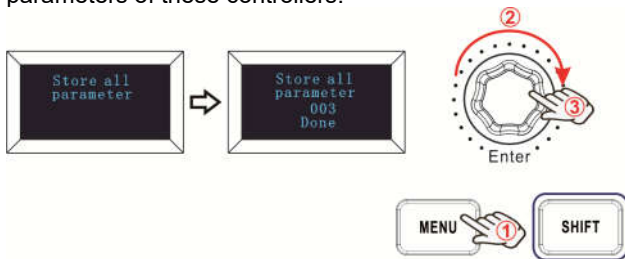 parameters of these controllers.
Store all
parameter
Store all
parameter
003
Done
②
③
Enter
MENU
①
SHIFT